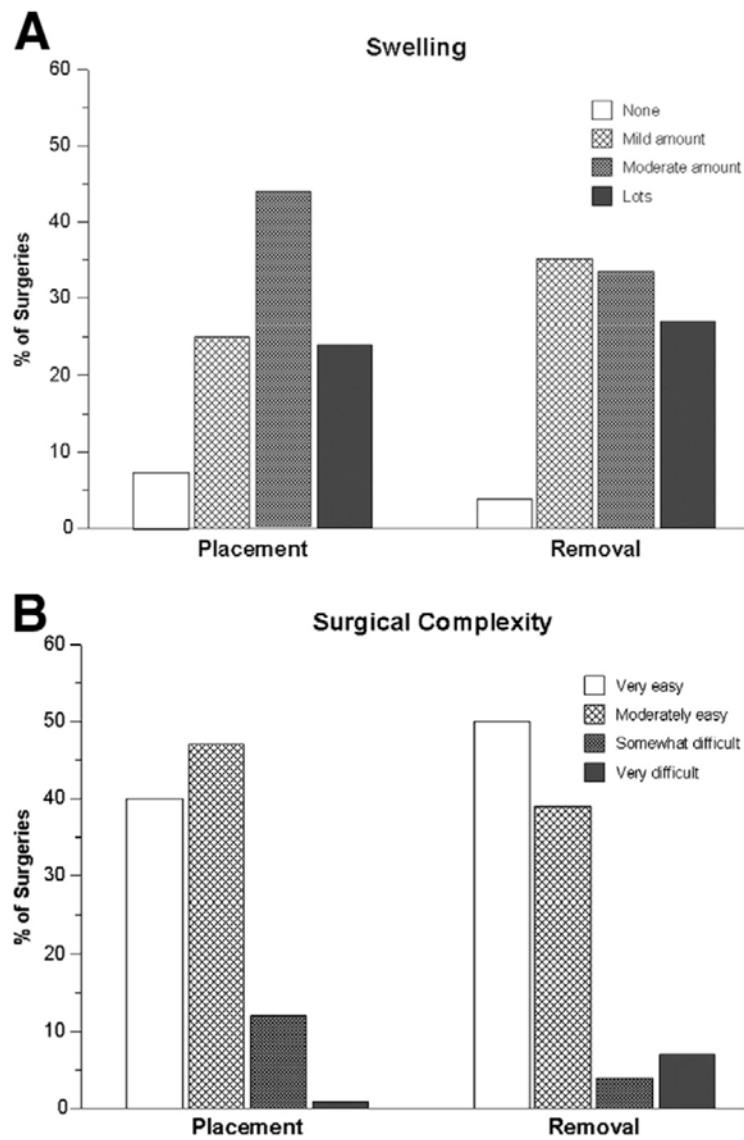 A
Swelling
60
50
40
30
20
10
0
% of Surgeries
None
Mild amount
Moderate amount
Lots
Placement Removal
B
Surgical Complexity
60
50
40
30
20
10
0
% of Surgeries
Very easy
Moderately easy
Somewhat difficult
Very difficult
Placement Removal